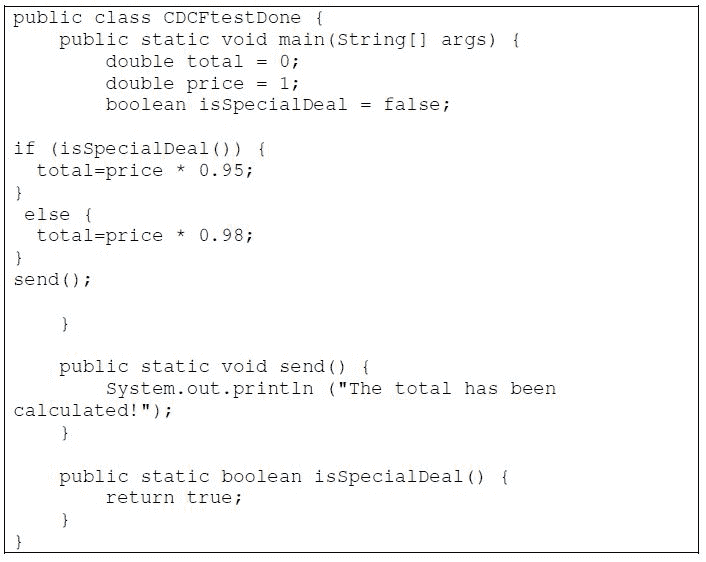 public class CDCFtestDone {
    public static void main(String[] args) {
        double total = 0;
        double price = 1;
        boolean isSpecialDeal = false;

if (isSpecialDeal()) {
  total=price * 0.95;
}
 else {
  total=price * 0.98;
}
send();

    }

    public static void send() {
        System.out.println ("The total has been
calculated!");
    }

    public static boolean isSpecialDeal() {
        return true;
    }
}